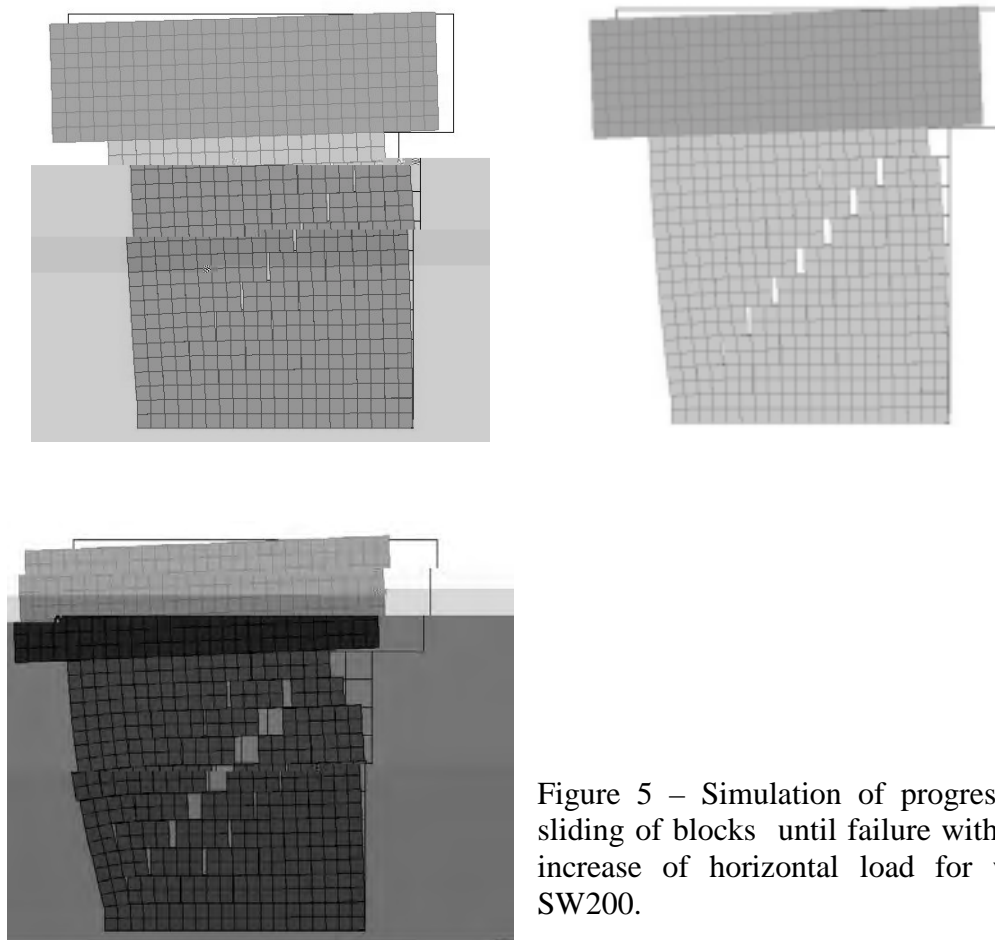 Figure 5 – Simulation of progres
sliding of blocks until failure with
increase of horizontal load for
SW200.